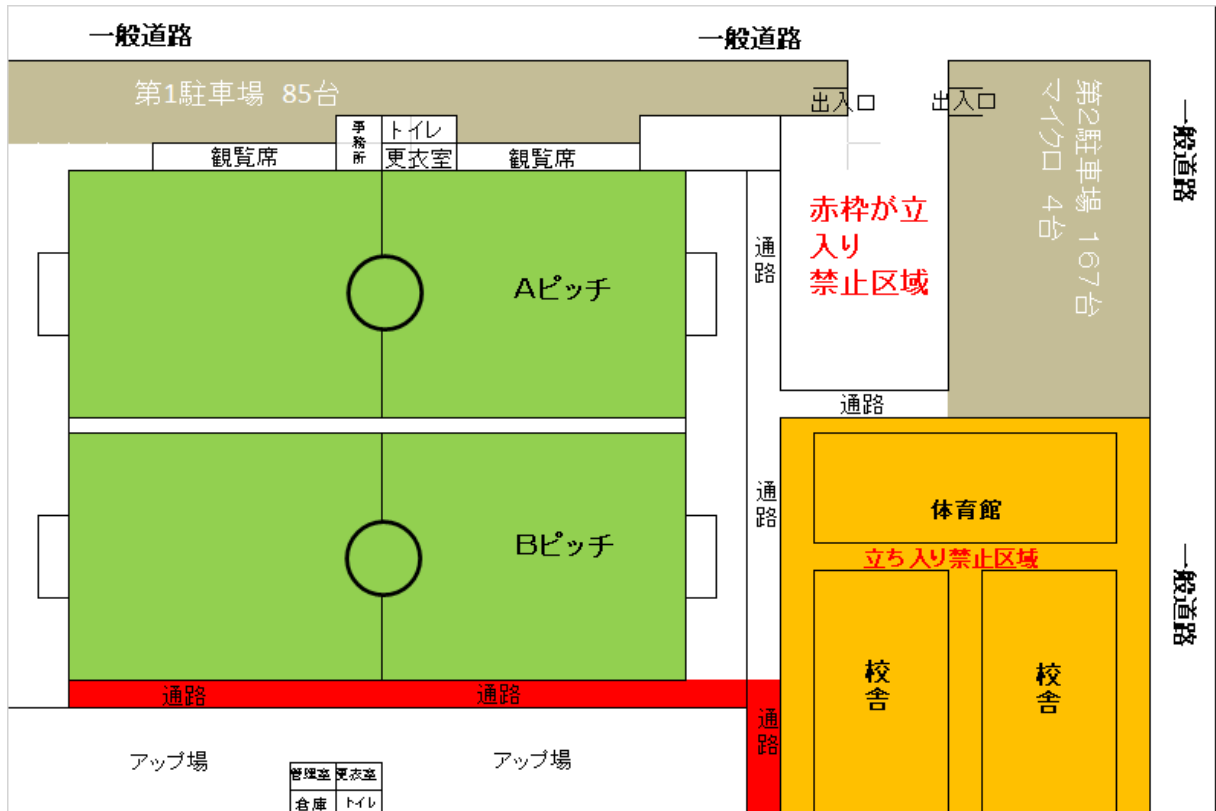 一般道路
一般道路
第1駐車場 85台
出入口
出入口
第2駐車場 167台
マイクロ 4台
一般道路
事務所
トイレ
更衣室
観覧席
観覧席
赤枠が立
入り
禁止区域
通路
Aピッチ
通路
通路
Bピッチ
体育館
立ち入り禁止区域
一般道路
校舎
校舎
通路
通路
通路
アップ場
アップ場
管理室
更衣室
倉庫
トイレ